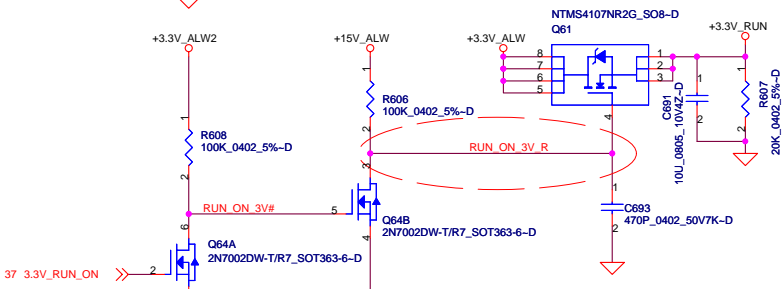 NTMS4107NR2G_SO8~D
Q61
+3.3V_ALW2
+15V_ALW
+3.3V_ALW
+3.3V_RUN
8
7
6
5
1
2
3
4
1
R606
100K_0402_5%~D
2
1
C691
10U_0805_10V4Z~D
2
1
R607
20K_0402_5%~D
2
1
R608
100K_0402_5%~D
2
RUN_ON_3V_R
3
RUN_ON_3V#
5
Q64B
2N7002DW-T/R7_SOT363-6~D
4
1
C693
470P_0402_50V7K~D
2
6
Q64A
2N7002DW-T/R7_SOT363-6~D
37 3.3V_RUN_ON
2